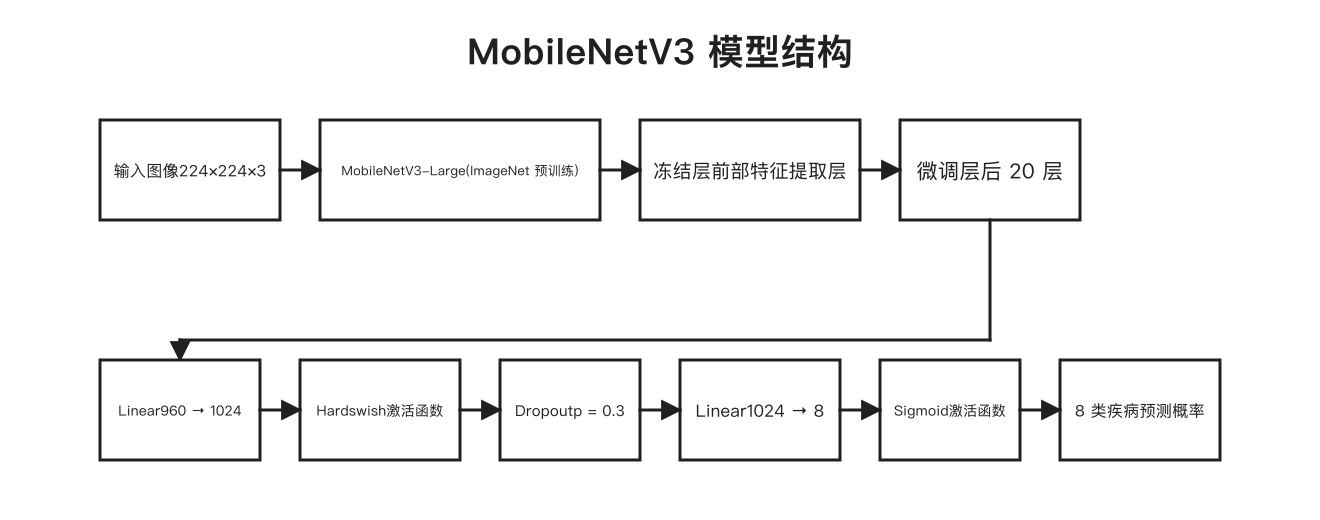 MobileNetV3 模型结构
输入图像224×224×3
MobileNetV3-Large(ImageNet 预训练)
冻结层前部特征提取层
微调层后 20 层
Linear960 → 1024
Hardswish激活函数
Dropoutp = 0.3
Linear1024 → 8
Sigmoid激活函数
8 类疾病预测概率